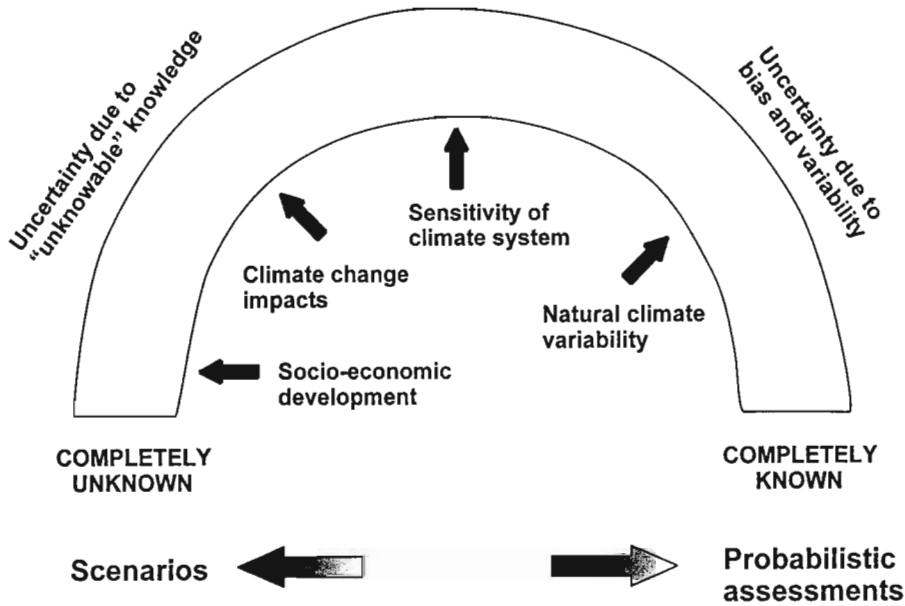 Uncertainty due to
"unknowable" knowledge
Uncertainty due to
bias and variability
Sensitivity of
climate system
Climate change
impacts
Natural climate
variability
Socio-economic
development
COMPLETELY
UNKNOWN
COMPLETELY
KNOWN
Scenarios
Probabilistic
assessments